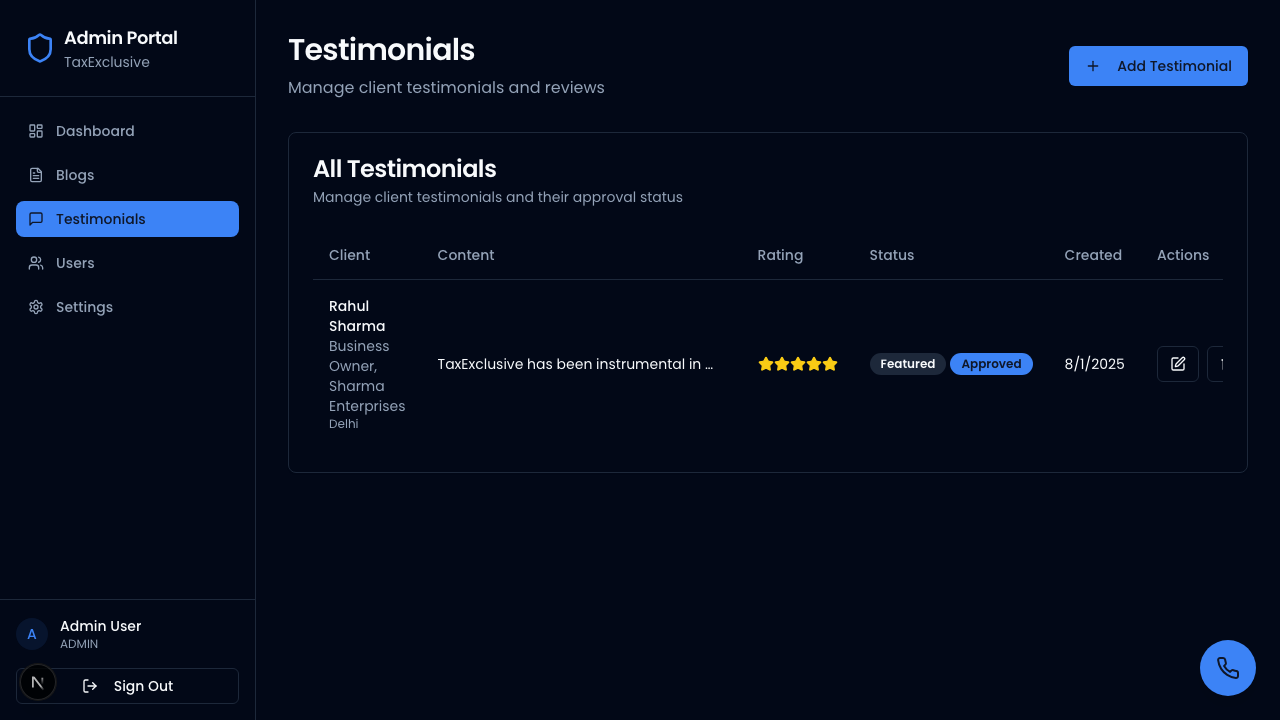 Admin Portal
TaxExclusive
Dashboard
Blogs
Testimonials
Users
Settings
A
Admin User
ADMIN
N
Sign Out
Testimonials
Manage client testimonials and reviews
Add Testimonial
All Testimonials
Manage client testimonials and their approval status
Client Content Rating Status Created Actions
Rahul
Sharma
Business
Owner,
Sharma
Enterprises
Delhi
TaxExclusive has been instrumental in ...
Featured Approved
8/1/2025